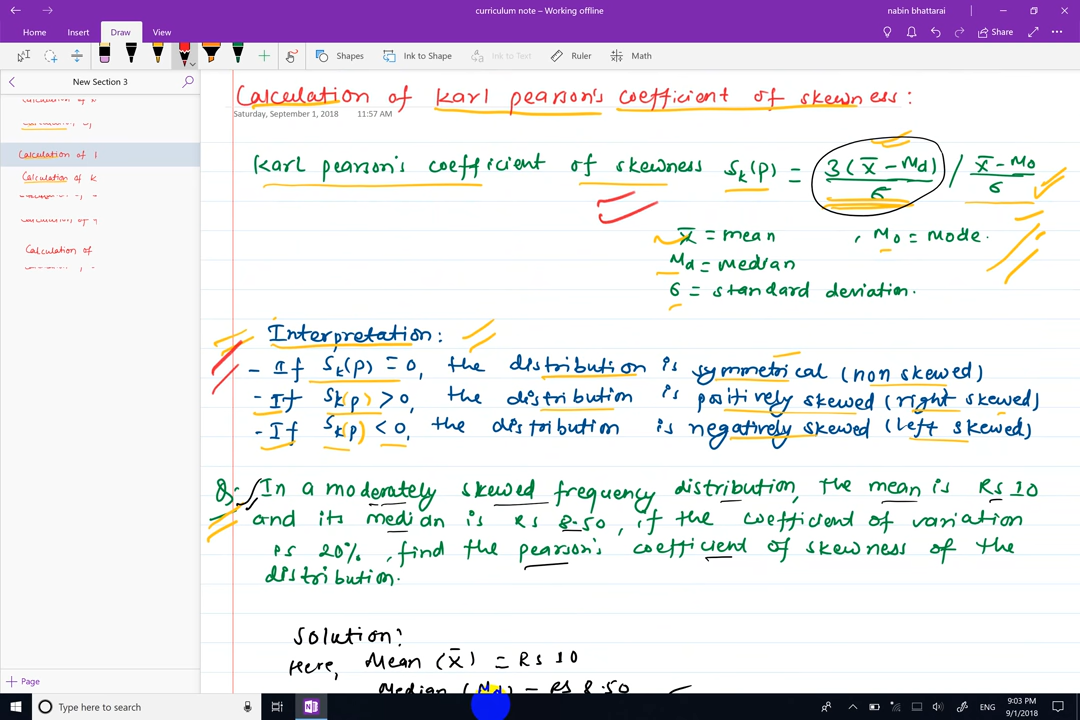 curriculum note – Working offline
nabin bhattarai
Home Insert Draw View
Share
Shapes Ink to Shape Ink to Text Ruler Math
New Section 3
Calculation of karl pearson's coefficient of skewness:
Saturday, September 1, 2018 11:57 AM
Calculation of
Calculation of k
Calculation of
karl pearson's coefficient of skewness Sk(p) = 3(x̄ - Md)/6 / x̄ - Mo/6
x̄ = mean , Mo = Mode.
Md = Median
6 = standard deviation.
Interpretation:
- If Sk(p) = 0, the distribution is symmetrical (non skewed)
- If Sk(p) > 0, the distribution is positively skewed (right skewed)
- If Sk(p) < 0, the distribution is negatively skewed (left skewed)
Q: In a moderately skewed frequency distribution, the mean is Rs 10
and its median is Rs 8.50, if the coefficient of variation
is 20%, find the pearson's coefficient of skewness of the
distribution.
Solution:
Here, Mean (x̄) = Rs 10
Median (Md) = Rs 8.50
+ Page
Type here to search
ENG
9:03 PM
9/1/2018